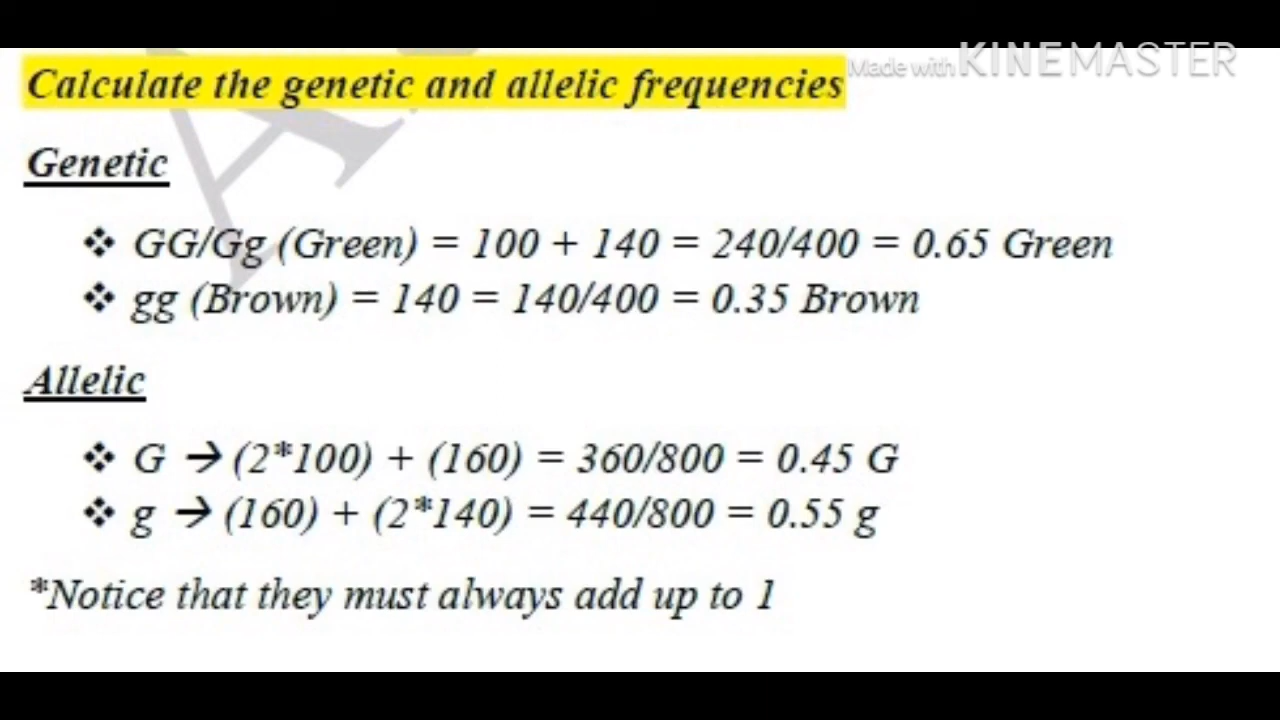 Made with KINEMASTER
Calculate the genetic and allelic frequencies
Genetic
❖ GG/Gg (Green) = 100 + 140 = 240/400 = 0.65 Green
❖ gg (Brown) = 140 = 140/400 = 0.35 Brown
Allelic
❖ G → (2*100) + (160) = 360/800 = 0.45 G
❖ g → (160) + (2*140) = 440/800 = 0.55 g
*Notice that they must always add up to 1